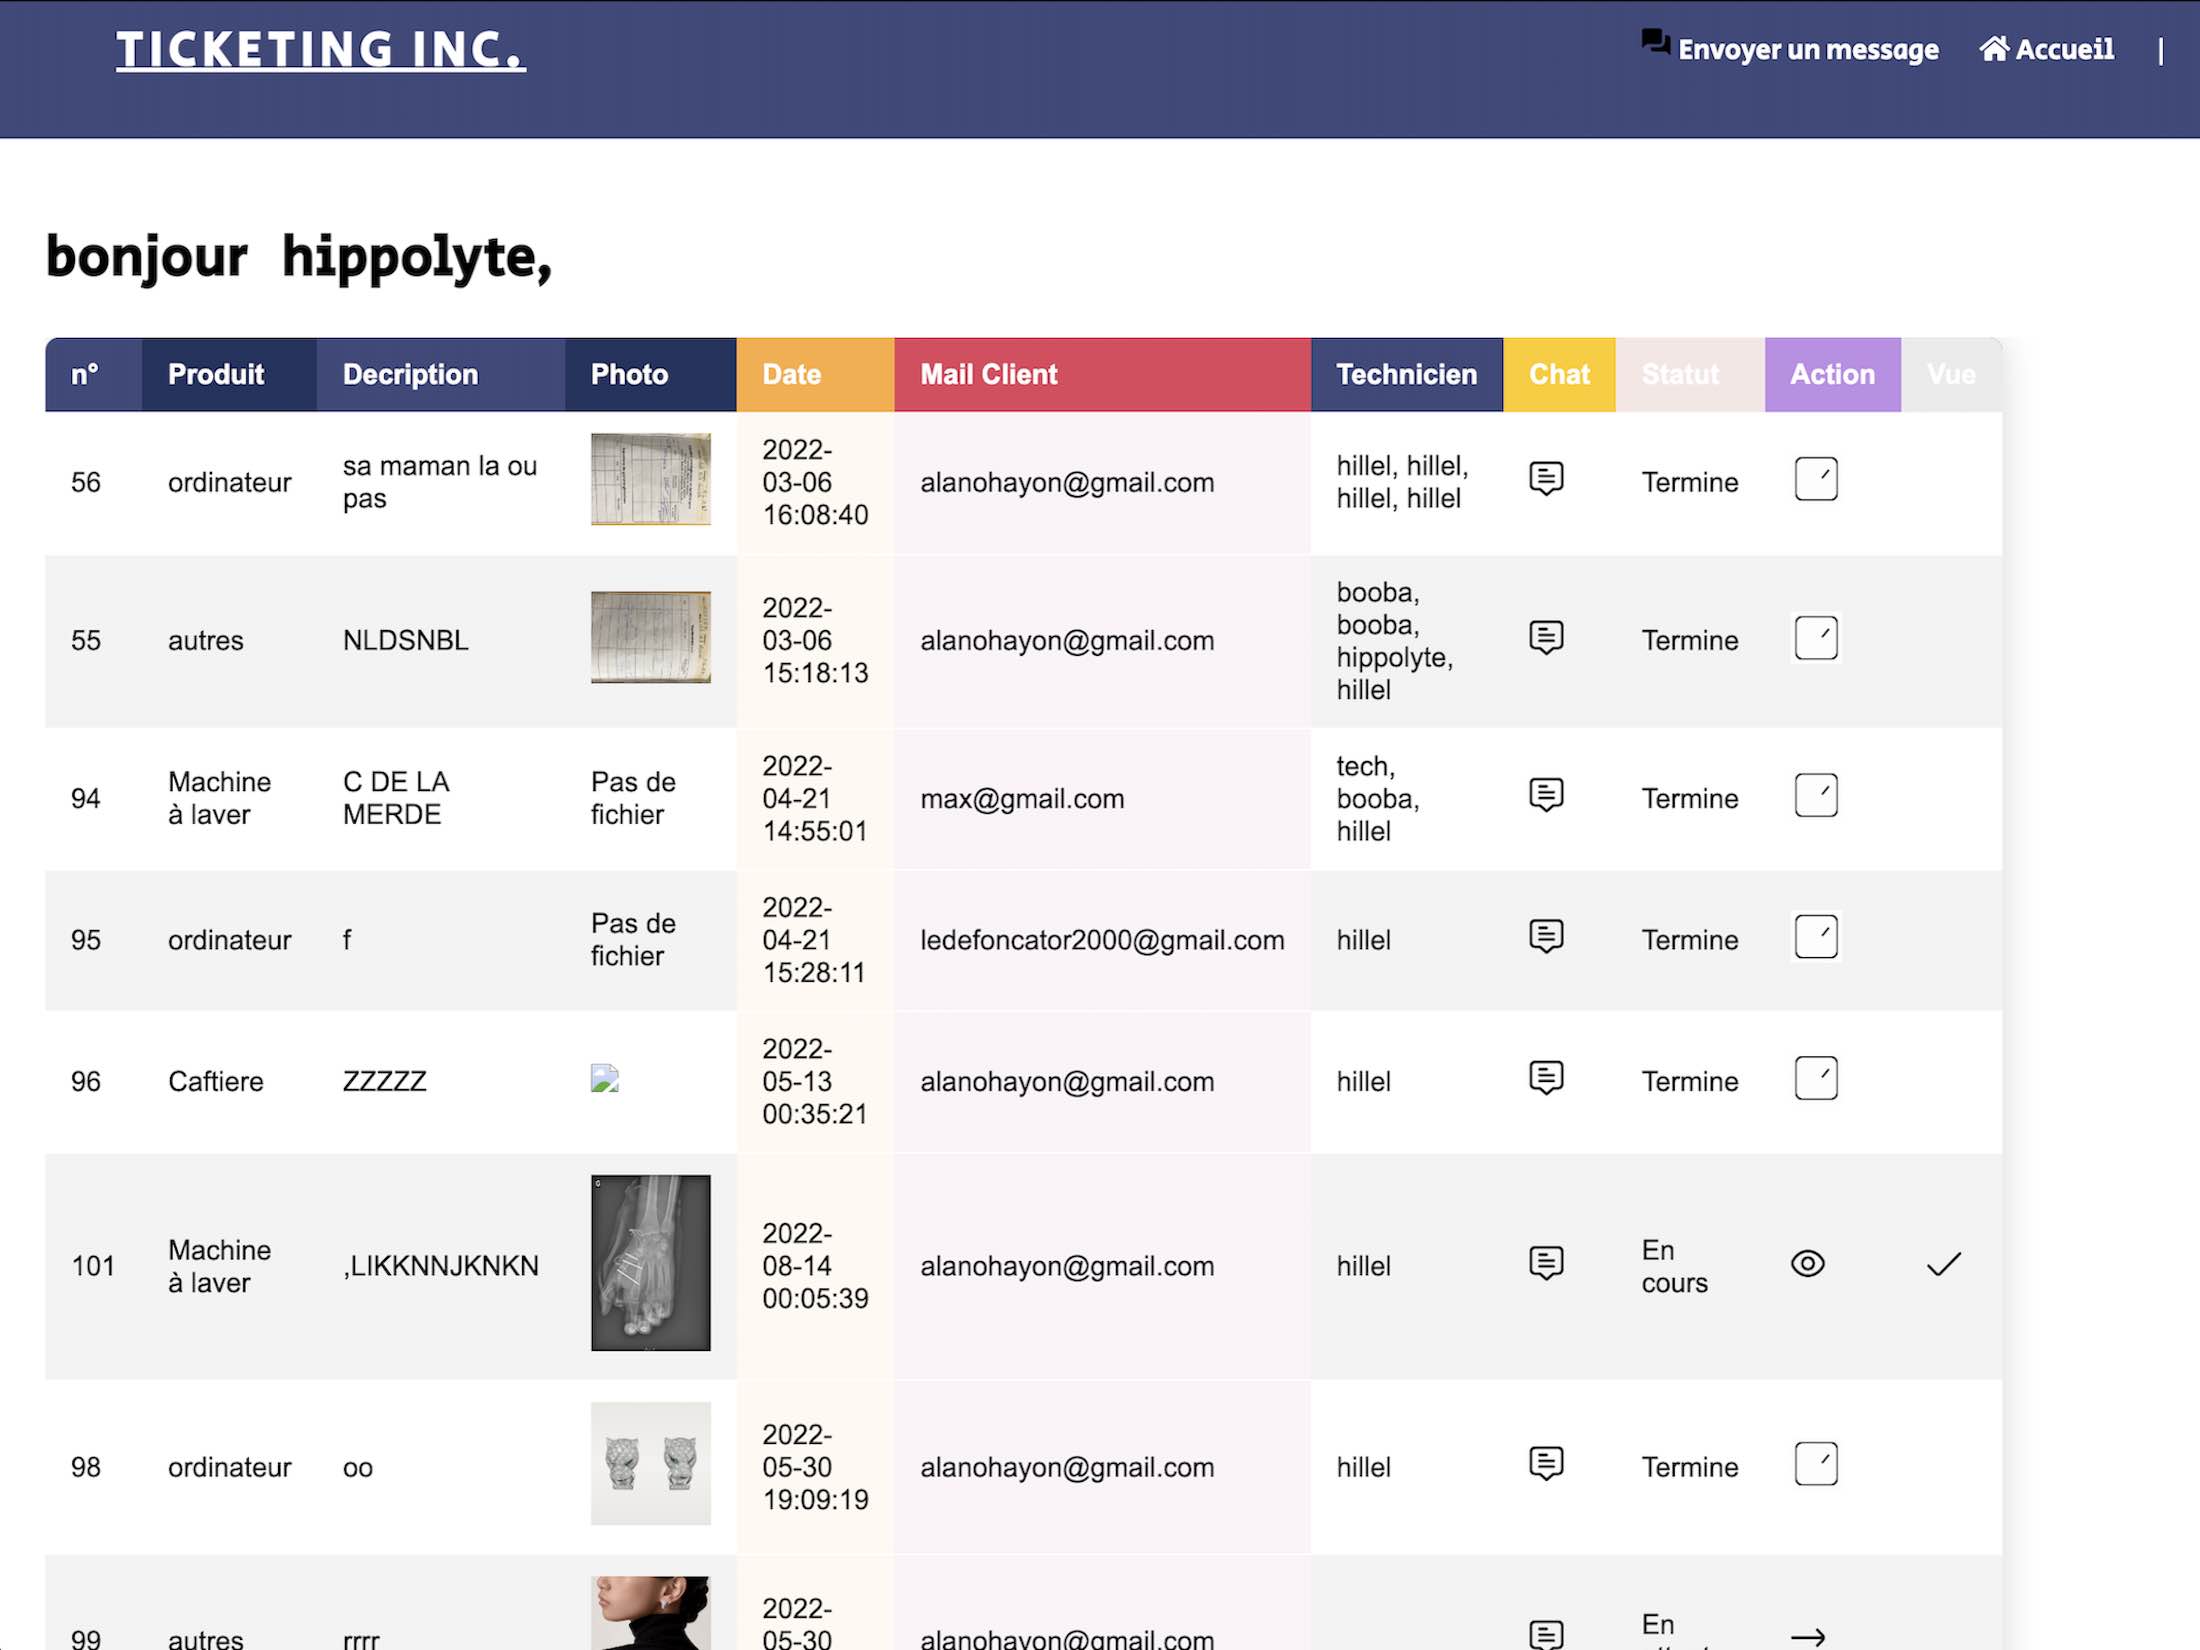 TICKETING INC.
Envoyer un message
Accueil
|
bonjour hippolyte,
n° Produit Decription Photo Date Mail Client Technicien Chat Statut Action Vue
56
ordinateur
sa maman la ou
pas
2022-
03-06
16:08:40
alanohayon@gmail.com
hillel, hillel,
hillel, hillel
Termine
55
autres
NLDSNBL
2022-
03-06
15:18:13
alanohayon@gmail.com
booba,
booba,
hippolyte,
hillel
Termine
94
Machine
à laver
C DE LA
MERDE
Pas de
fichier
2022-
04-21
14:55:01
max@gmail.com
tech,
booba,
hillel
Termine
95
ordinateur
f
Pas de
fichier
2022-
04-21
15:28:11
ledefoncator2000@gmail.com
hillel
Termine
96
Caftiere
ZZZZZ
2022-
05-13
00:35:21
alanohayon@gmail.com
hillel
Termine
101
Machine
à laver
,LIKKNNJKNKN
2022-
08-14
00:05:39
alanohayon@gmail.com
hillel
En
cours
98
ordinateur
oo
2022-
05-30
19:09:19
alanohayon@gmail.com
hillel
Termine
99
autres
rrrr
2022-
05-30
alanohayon@gmail.com
En